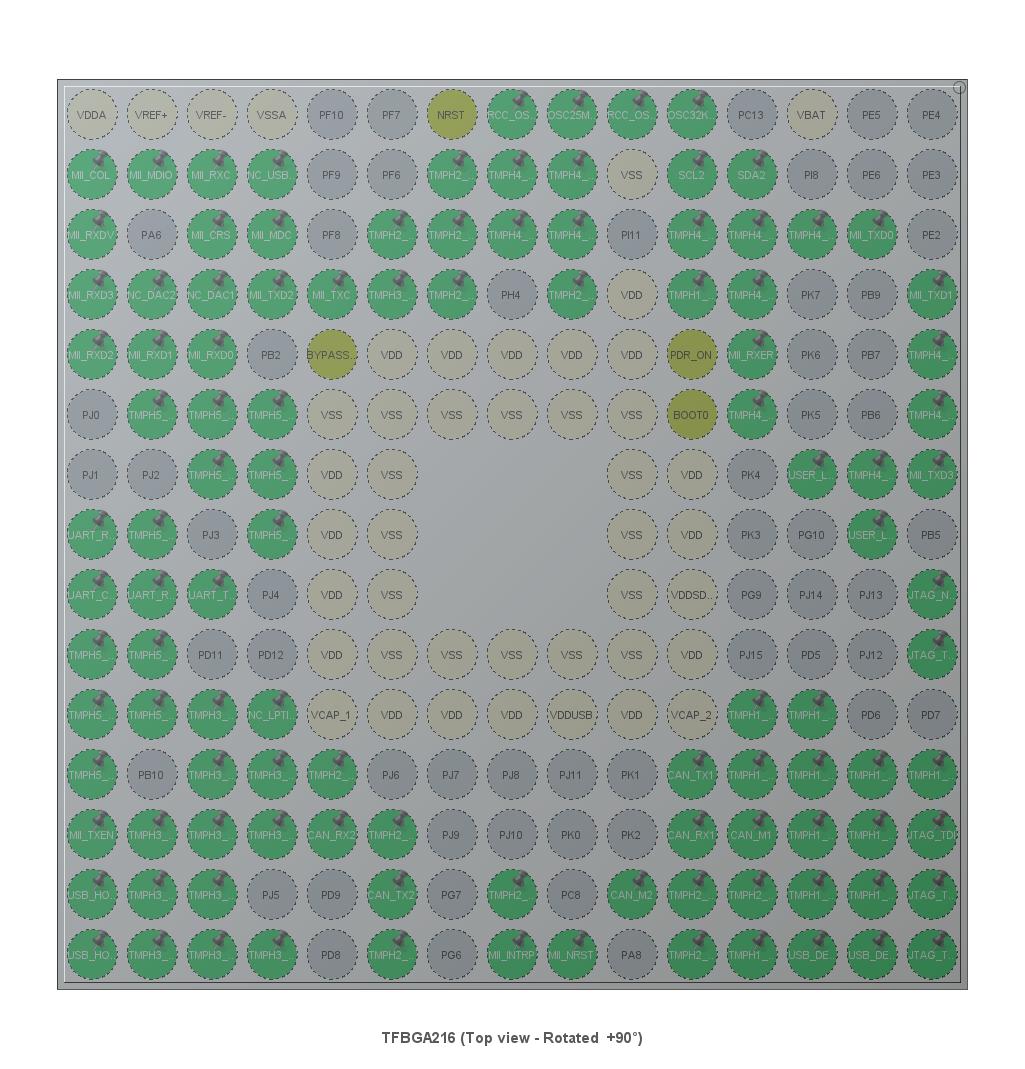 VDDA VREF+ VREF- VSSA PF10 PF7 NRST RCC_OS.. OSC25M.. RCC_OS.. OSC32K.. PC13 VBAT PE5 PE4
MII_COL MII_MDIO MII_RXC NC_USB.. PF9 PF6 TMPH2_... TMPH4_.. TMPH4_... VSS SCL2 SDA2 PI8 PE6 PE3
MII_RXDV PA6 MII_CRS MII_MDC PF8 TMPH2_.. TMPH2_.. TMPH4_.. TMPH4_.. PI11 TMPH4_.. TMPH4_.. TMPH4_.. MII_TXD0 PE2
MII_RXD3 NC_DAC2 NC_DAC1 MII_TXD2 MII_TXC TMPH3_... TMPH2_... PH4 TMPH2_... VDD TMPH1_... TMPH4_... PK7 PB9 MII_TXD1
MII_RXD2 MII_RXD1 MII_RXD0 PB2 BYPASS... VDD VDD VDD VDD VDD PDR_ON MII_RXER PK6 PB7 TMPH4_..
PJ0 TMPH5_... TMPH5_... TMPH5_... VSS VSS VSS VSS VSS VSS BOOT0 TMPH4_... PK5 PB6 TMPH4_...
PJ1 PJ2 TMPH5_.. TMPH5_.. VDD VSS VSS VDD PK4 USER_L.. TMPH4_.. MII_TXD3
UART_R.. TMPH5_... PJ3 TMPH5_... VDD VSS VSS VDD PK3 PG10 USER_L.. PB5
UART_C.. UART_R.. UART_T... PJ4 VDD VSS VSS VDDSD.. PG9 PJ14 PJ13 JTAG_N..
TMPH5_.. TMPH5_.. PD11 PD12 VDD VSS VSS VSS VSS VSS VDD PJ15 PD5 PJ12 JTAG_T...
TMPH5_.. TMPH5_.. TMPH3_.. NC_LPTI.. VCAP_1 VDD VDD VDD VDDUSB VDD VCAP_2 TMPH1_.. TMPH1_.. PD6 PD7
TMPH5_... PB10 TMPH3_... TMPH3_... TMPH2_... PJ6 PJ7 PJ8 PJ11 PK1 CAN_TX1 TMPH1_... TMPH1_... TMPH1_... TMPH1_...
MII_TXEN TMPH3_... TMPH3_... TMPH3_... CAN_RX2 TMPH2_... PJ9 PJ10 PK0 PK2 CAN_RX1 CAN_M1 TMPH1_... TMPH1_... JTAG_TDI
USB_HO.. TMPH3_... TMPH3_... PJ5 PD9 CAN_TX2 PG7 TMPH2_... PC8 CAN_M2 TMPH2_... TMPH2_... TMPH1_... TMPH1_... JTAG_T...
USB_HO.. TMPH3_... TMPH3_... TMPH3_... PD8 TMPH2_... PG6 MII_INTRP MII_NRST PA8 TMPH2_... TMPH1_... USB_DE.. USB_DE.. JTAG_T...
TFBGA216 (Top view - Rotated +90°)